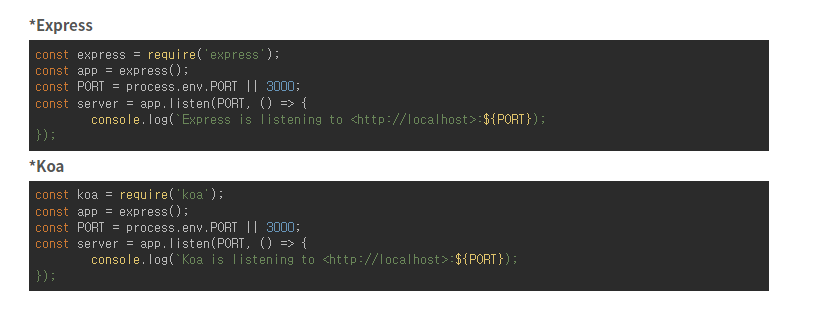 *Express
const express = require('express');
const app = express();
const PORT = process.env.PORT || 3000;
const server = app.listen(PORT, () => {
console.log(`Express is listening to <http://localhost>:${PORT});
});
*Koa
const koa = require('koa');
const app = express();
const PORT = process.env.PORT || 3000;
const server = app.listen(PORT, () => {
console.log(`Koa is listening to <http://localhost>:${PORT});
});